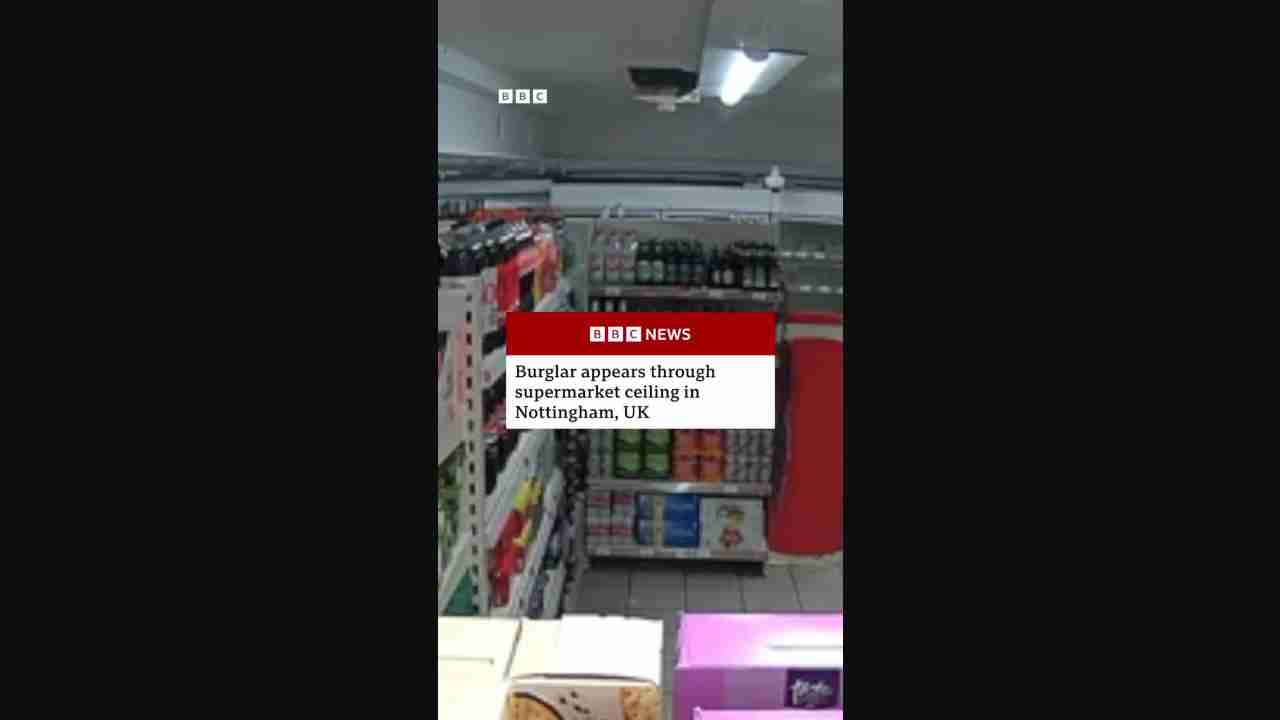 BBC
BBC NEWS
Burglar appears through
supermarket ceiling in
Nottingham, UK